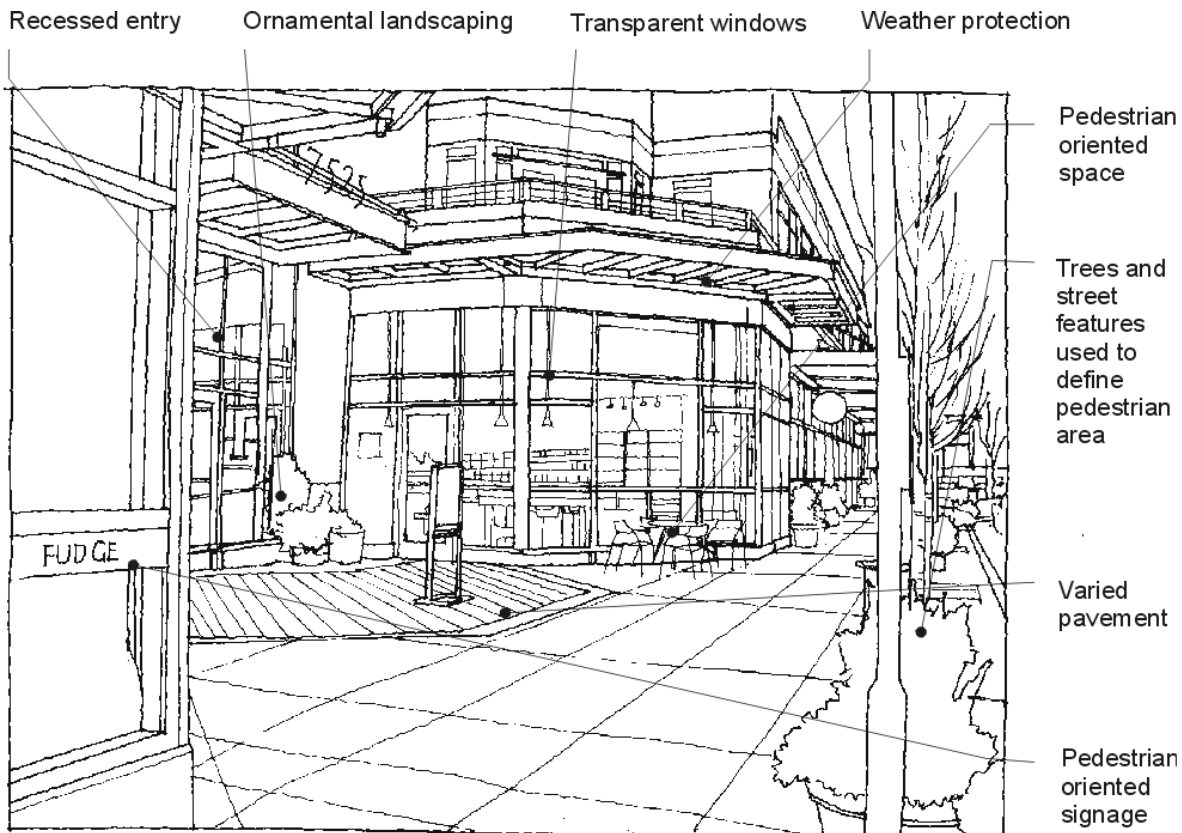 Recessed entry
Ornamental landscaping
Transparent windows
Weather protection
Pedestrian
oriented
space
7525
Trees and
street
features
used to
define
pedestrian
area
FUDGE
Varied
pavement
Pedestrian
oriented
signage